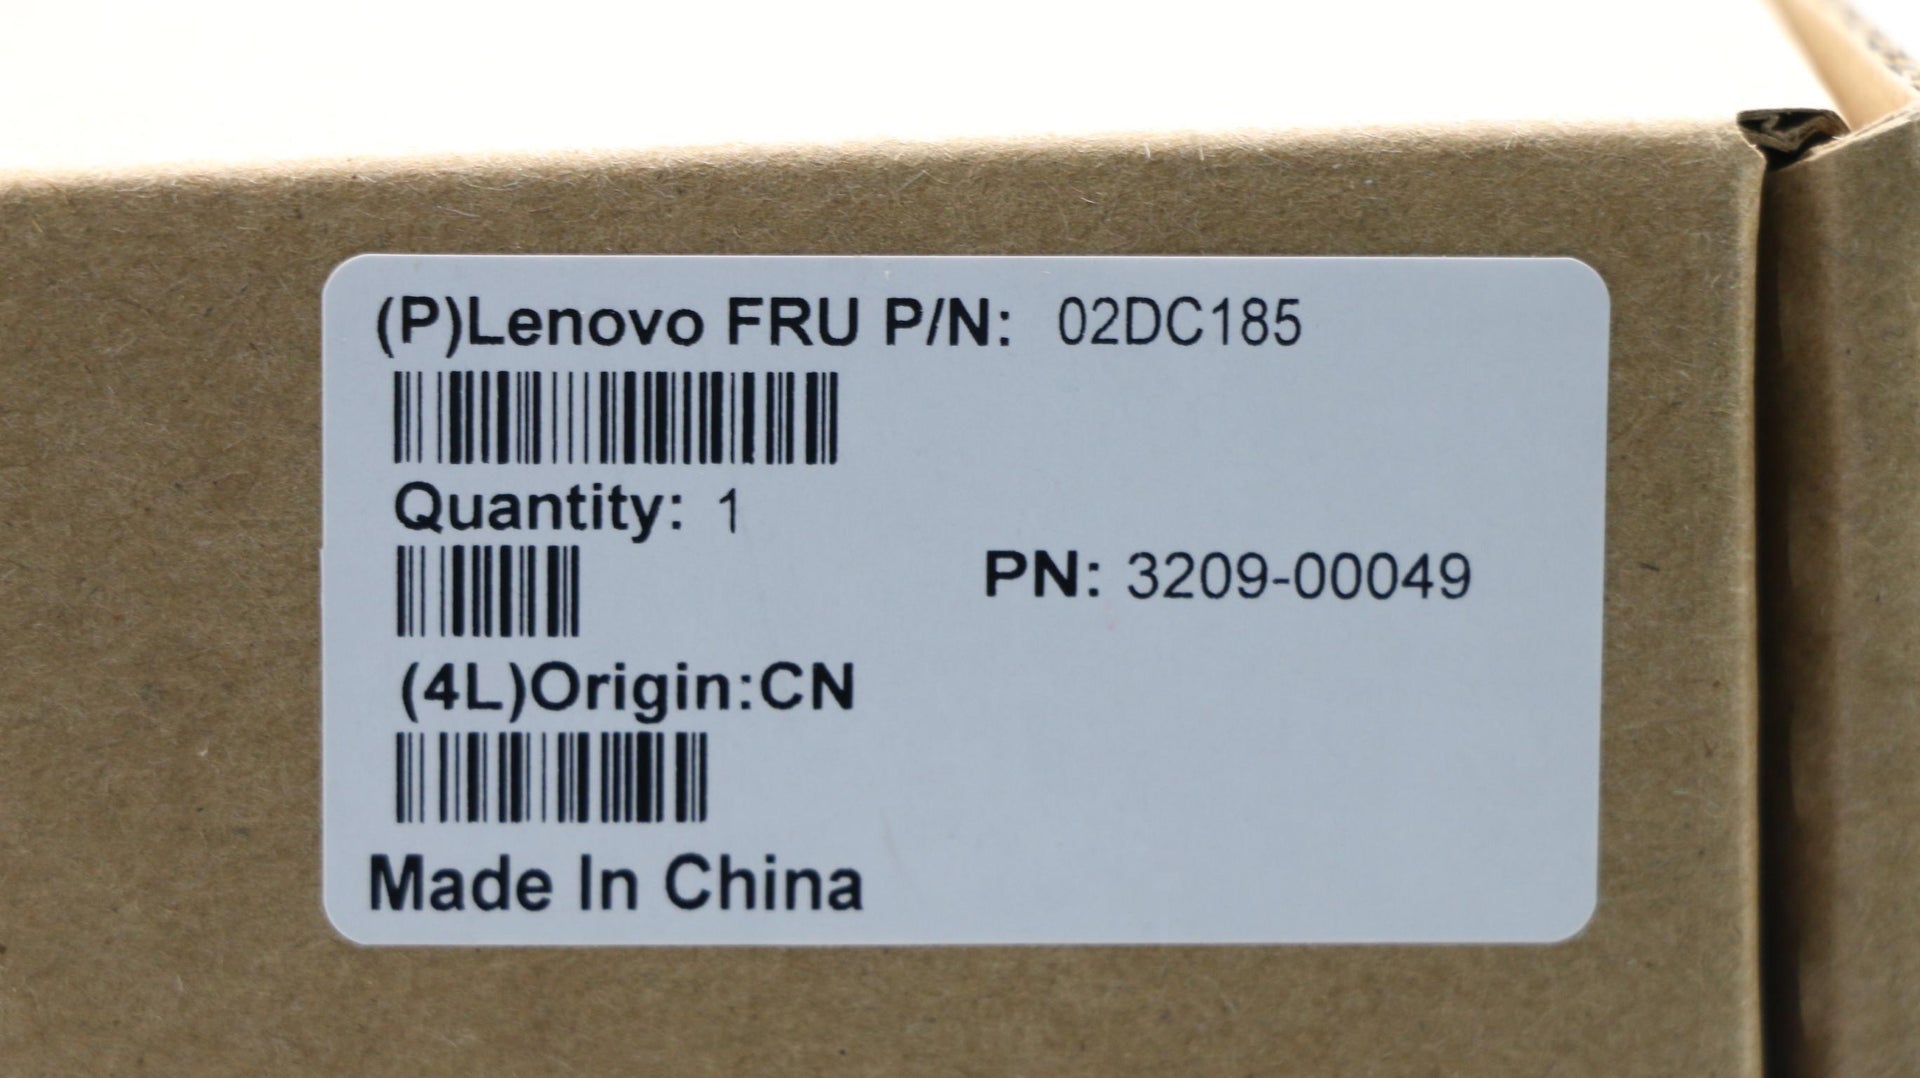 (P)Lenovo FRU P/N: 02DC185
Quantity: 1
PN: 3209-00049
(4L)Origin:CN
Made In China